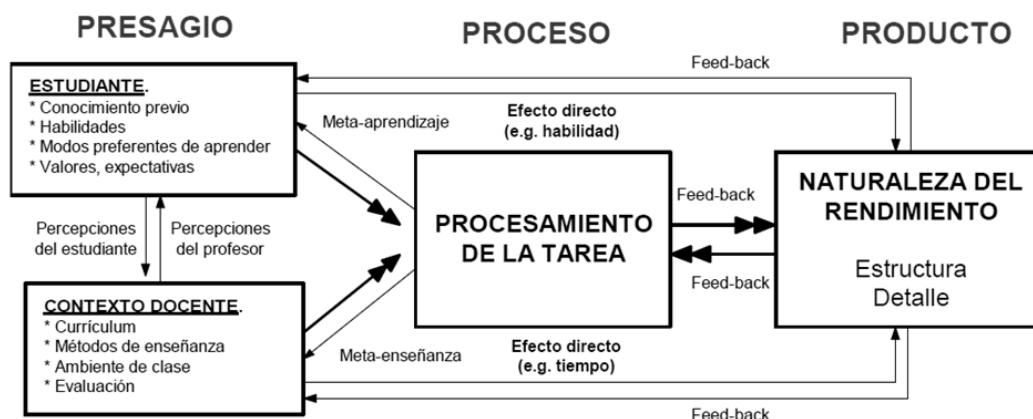 PRESAGIO
PROCESO
PRODUCTO
Feed-back
ESTUDIANTE.
* Conocimiento previo
* Habilidades
* Modos preferentes de aprender
* Valores, expectativas
Meta-aprendizaje
Efecto directo
(e.g. habilidad)
Percepciones
del estudiante
Percepciones
del profesor
PROCESAMIENTO
DE LA TAREA
Feed-back
Feed-back
NATURALEZA DEL
RENDIMIENTO
Estructura
Detalle
CONTEXTO DOCENTE.
* Currículum
* Métodos de enseñanza
* Ambiente de clase
* Evaluación
Meta-enseñanza
Efecto directo
(e.g. tiempo)
Feed-back